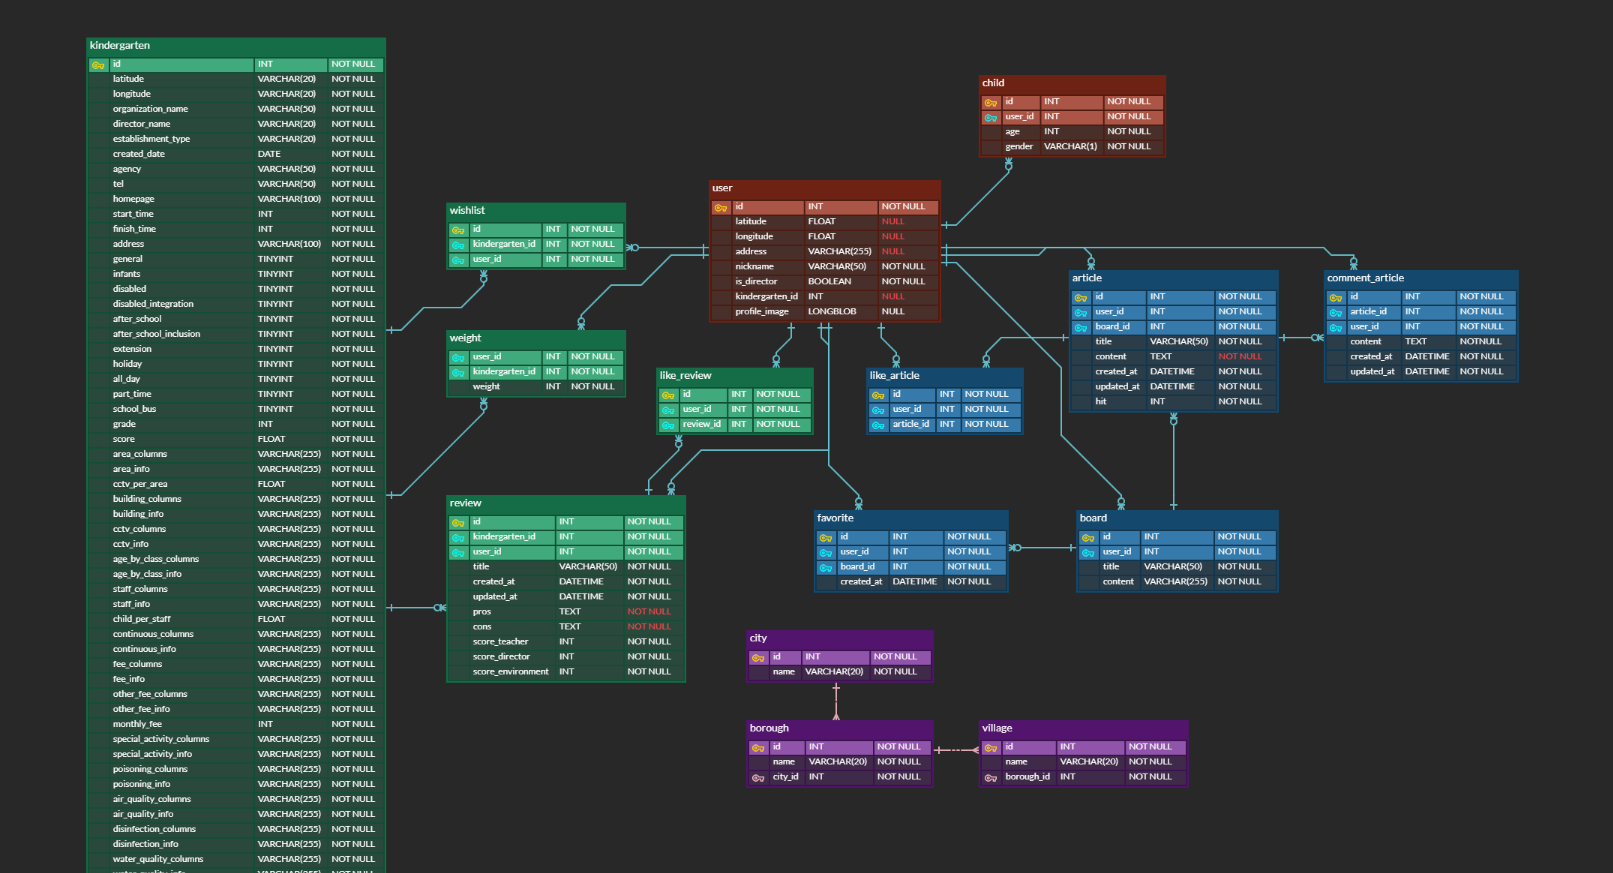 kindergarten
id INT NOT NULL
latitude VARCHAR(20) NOT NULL
longitude VARCHAR(20) NOT NULL
organization_name VARCHAR(50) NOT NULL
director_name VARCHAR(20) NOT NULL
establishment_type VARCHAR(20) NOT NULL
created_date DATE NOT NULL
agency VARCHAR(50) NOT NULL
tel VARCHAR(50) NOT NULL
homepage VARCHAR(100) NOT NULL
start_time INT NOT NULL
finish_time INT NOT NULL
address VARCHAR(100) NOT NULL
general TINYINT NOT NULL
infants TINYINT NOT NULL
disabled TINYINT NOT NULL
disabled_integration TINYINT NOT NULL
after_school TINYINT NOT NULL
after_school_inclusion TINYINT NOT NULL
extension TINYINT NOT NULL
holiday TINYINT NOT NULL
all_day TINYINT NOT NULL
part_time TINYINT NOT NULL
school_bus TINYINT NOT NULL
grade INT NOT NULL
score FLOAT NOT NULL
area_columns VARCHAR(255) NOT NULL
area_info VARCHAR(255) NOT NULL
cctv_per_area FLOAT NOT NULL
building_columns VARCHAR(255) NOT NULL
building_info VARCHAR(255) NOT NULL
cctv_columns VARCHAR(255) NOT NULL
cctv_info VARCHAR(255) NOT NULL
age_by_class_columns VARCHAR(255) NOT NULL
age_by_class_info VARCHAR(255) NOT NULL
staff_columns VARCHAR(255) NOT NULL
staff_info VARCHAR(255) NOT NULL
child_per_staff FLOAT NOT NULL
continuous_columns VARCHAR(255) NOT NULL
continuous_info VARCHAR(255) NOT NULL
fee_columns VARCHAR(255) NOT NULL
fee_info VARCHAR(255) NOT NULL
other_fee_columns VARCHAR(255) NOT NULL
other_fee_info VARCHAR(255) NOT NULL
monthly_fee INT NOT NULL
special_activity_columns VARCHAR(255) NOT NULL
special_activity_info VARCHAR(255) NOT NULL
poisoning_columns VARCHAR(255) NOT NULL
poisoning_info VARCHAR(255) NOT NULL
air_quality_columns VARCHAR(255) NOT NULL
air_quality_info VARCHAR(255) NOT NULL
disinfection_columns VARCHAR(255) NOT NULL
disinfection_info VARCHAR(255) NOT NULL
water_quality_columns VARCHAR(255) NOT NULL
wishlist
id INT NOT NULL
kindergarten_id INT NOT NULL
user_id INT NOT NULL
weight
user_id INT NOT NULL
kindergarten_id INT NOT NULL
weight INT NOT NULL
review
id INT NOT NULL
kindergarten_id INT NOT NULL
user_id INT NOT NULL
title VARCHAR(50) NOT NULL
created_at DATETIME NOT NULL
updated_at DATETIME NOT NULL
pros TEXT NOT NULL
cons TEXT NOT NULL
score_teacher INT NOT NULL
score_director INT NOT NULL
score_environment INT NOT NULL
user
id INT NOT NULL
latitude FLOAT NULL
longitude FLOAT NULL
address VARCHAR(255) NULL
nickname VARCHAR(50) NOT NULL
is_director BOOLEAN NOT NULL
kindergarten_id INT NULL
profile_image LONGBLOB NULL
like_review
id INT NOT NULL
user_id INT NOT NULL
review_id INT NOT NULL
like_article
id INT NOT NULL
user_id INT NOT NULL
article_id INT NOT NULL
child
id INT NOT NULL
user_id INT NOT NULL
age INT NOT NULL
gender VARCHAR(1) NOT NULL
article
id INT NOT NULL
user_id INT NOT NULL
board_id INT NOT NULL
title VARCHAR(50) NOT NULL
content TEXT NOT NULL
created_at DATETIME NOT NULL
updated_at DATETIME NOT NULL
hit INT NOT NULL
comment_article
id INT NOT NULL
article_id INT NOT NULL
user_id INT NOT NULL
content TEXT NOTNULL
created_at DATETIME NOT NULL
updated_at DATETIME NOT NULL
favorite
id INT NOT NULL
user_id INT NOT NULL
board_id INT NOT NULL
created_at DATETIME NOT NULL
board
id INT NOT NULL
user_id INT NOT NULL
title VARCHAR(50) NOT NULL
content VARCHAR(255) NOT NULL
city
id INT NOT NULL
name VARCHAR(20) NOT NULL
borough
id INT NOT NULL
name VARCHAR(20) NOT NULL
city_id INT NOT NULL
village
id INT NOT NULL
name VARCHAR(20) NOT NULL
borough_id INT NOT NULL